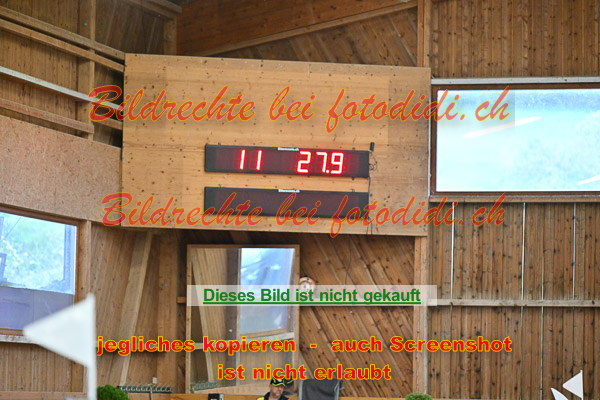 Bildrechte bei fotodidi.ch
11 27.9
Bildrechte bei fotodidi.ch
Dieses Bild ist nicht gekauft
jegliches kopieren - auch Screenshot
ist nicht erlaubt